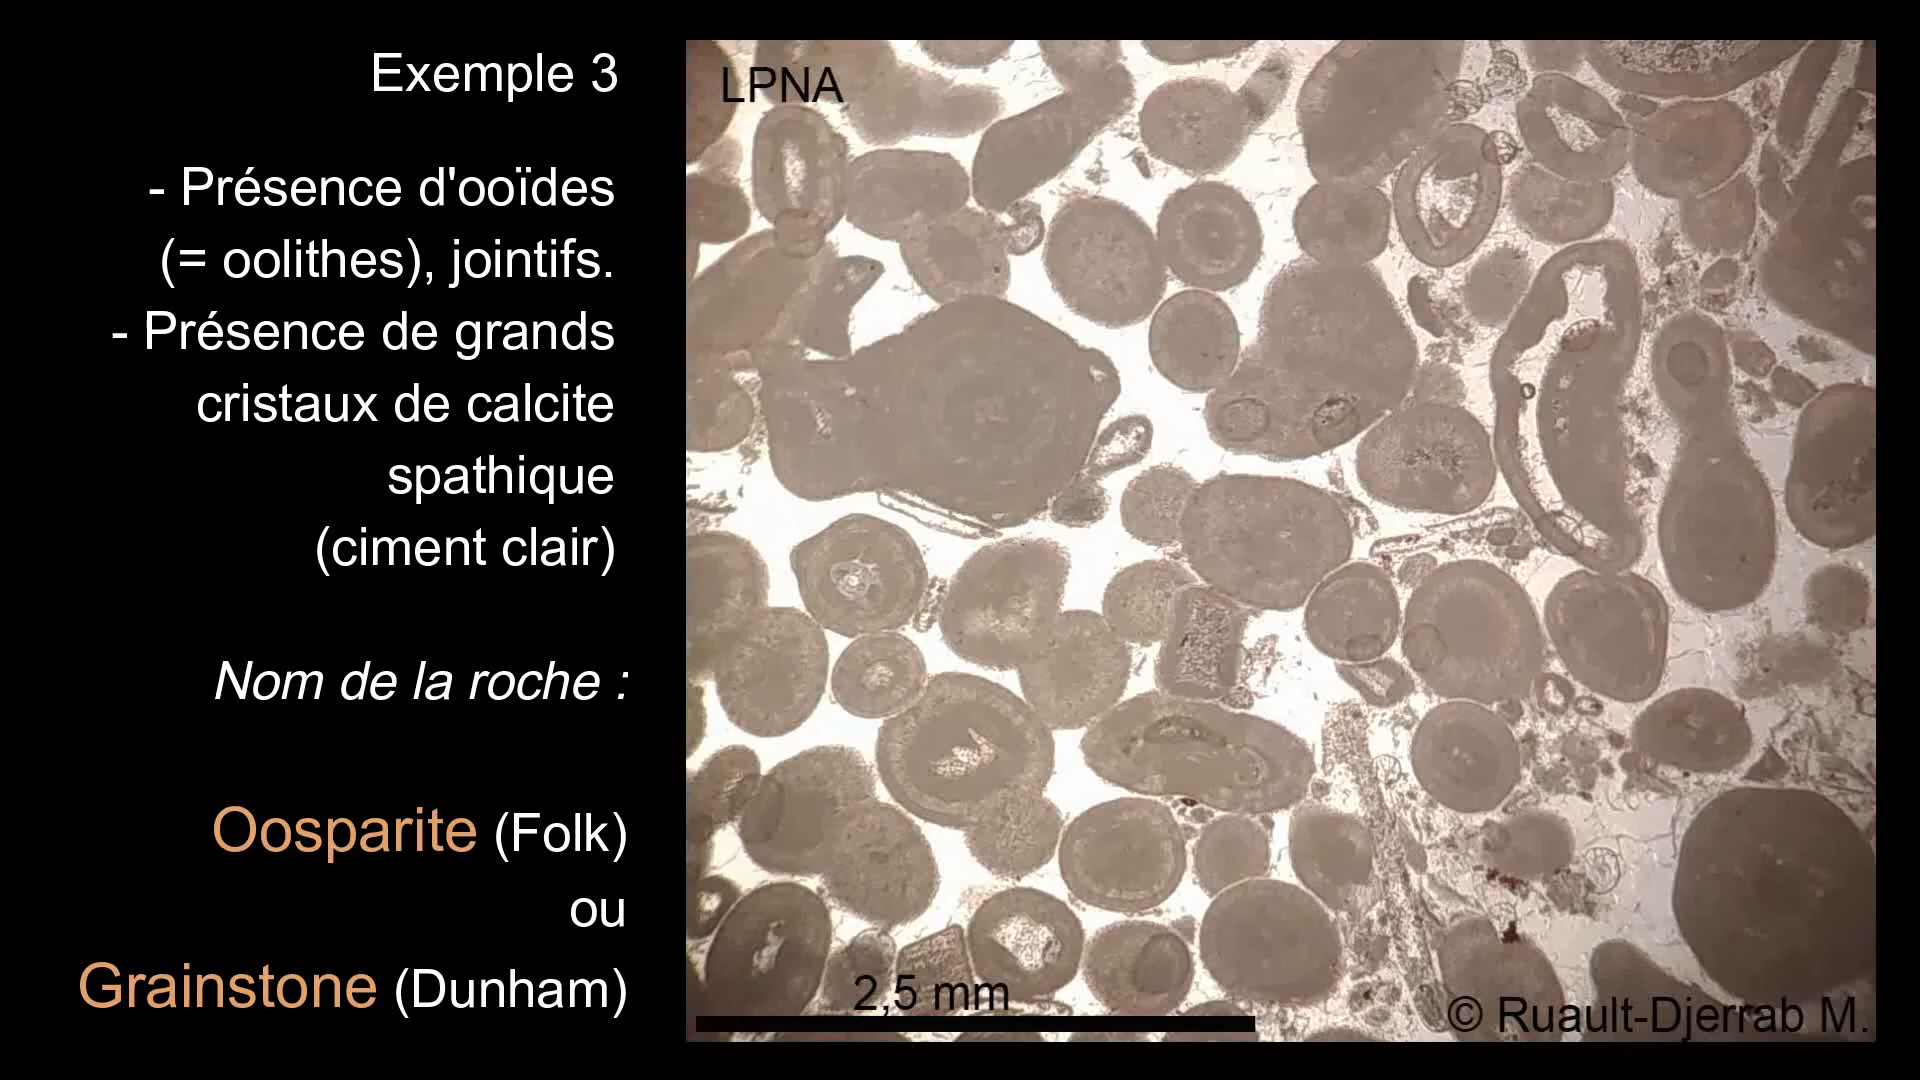 Exemple 3
- Présence d'ooïdes
(= oolithes), jointifs.
- Présence de grands
cristaux de calcite
spathique
(ciment clair)
Nom de la roche :
Oosparite (Folk)
ou
Grainstone (Dunham)
LPNA
2,5 mm
© Ruault-Djerrab M.